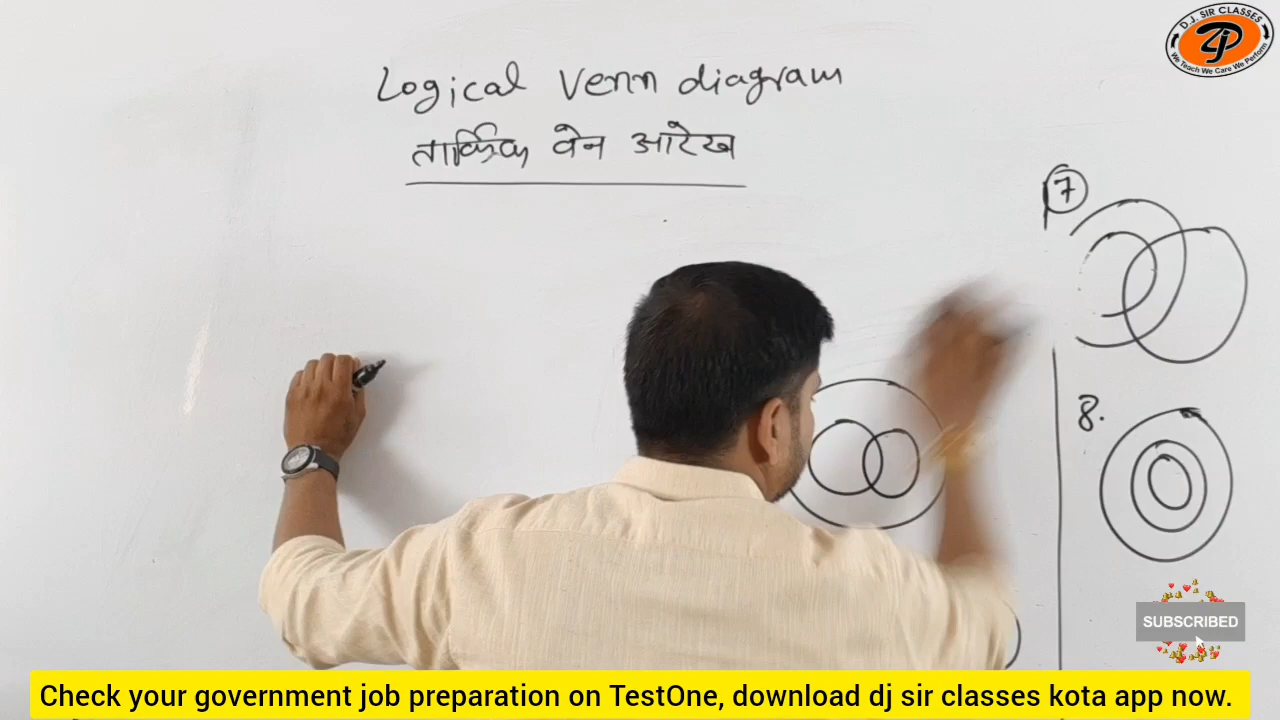 D.J. SIR CLASSES
We Teach We Care We Perform
Logical Venn diagram
तार्किक वेन आरेख
7
8.
SUBSCRIBED
Check your government job preparation on TestOne, download dj sir classes kota app now.